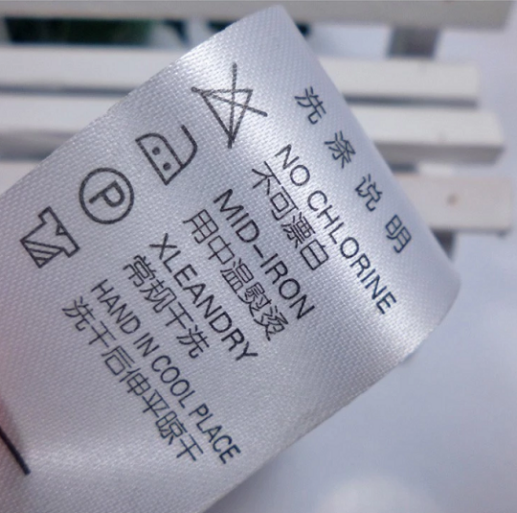 洗涤说明
NO CHLORINE
不可漂白
MID-IRON
用中温熨烫
XLEANDRY
常规干洗
HAND IN COOL PLACE
洗干后伸平晾干
P